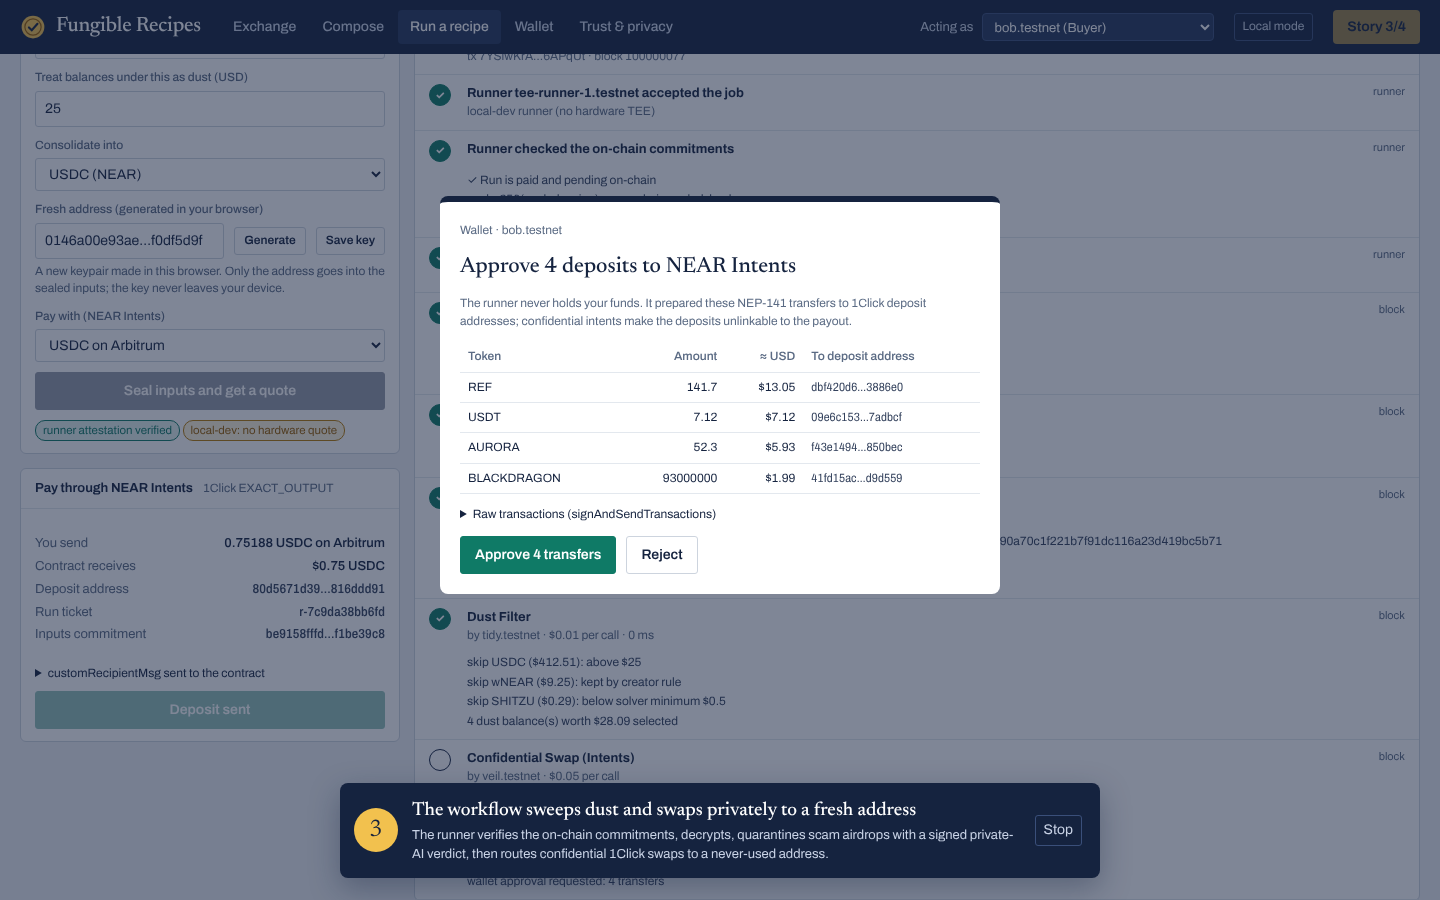 Fungible Recipes
Exchange
Compose
Run a recipe
Wallet
Trust & privacy
Acting as
bob.testnet (Buyer)
Local mode
Story 3/4
Treat balances under this as dust (USD)
25
Consolidate into
USDC (NEAR)
Fresh address (generated in your browser)
0146a00e93ae...f0df5d9f
Generate
Save key
A new keypair made in this browser. Only the address goes into the
sealed inputs; the key never leaves your device.
Pay with (NEAR Intents)
USDC on Arbitrum
Seal inputs and get a quote
runner attestation verified
local-dev: no hardware quote
Pay through NEAR Intents 1Click EXACT_OUTPUT
You send 0.75188 USDC on Arbitrum
Contract receives $0.75 USDC
Deposit address 80d5671d39...816ddd91
Run ticket r-7c9da38bb6fd
Inputs commitment be9158fffd...f1be39c8
customRecipientMsg sent to the contract
Deposit sent
block 100000077
Runner tee-runner-1.testnet accepted the job
runner
local-dev runner (no hardware TEE)
Runner checked the on-chain commitments
runner
✓ Run is paid and pending on-chain
runner
block
block
block
90a70c1f221b7f91dc116a23d419bc5b71
Wallet · bob.testnet
Approve 4 deposits to NEAR Intents
The runner never holds your funds. It prepared these NEP-141 transfers to 1Click deposit
addresses; confidential intents make the deposits unlinkable to the payout.
Token Amount ≈ USD To deposit address
REF 141.7 $13.05 dbf420d6...3886e0
USDT 7.12 $7.12 09e6c153...7adbcf
AURORA 52.3 $5.93 f43e1494...850bec
BLACKDRAGON 93000000 $1.99 41fd15ac...d9d559
Raw transactions (signAndSendTransactions)
Approve 4 transfers
Reject
Dust Filter
block
by tidy.testnet · $0.01 per call · 0 ms
skip USDC ($412.51): above $25
skip wNEAR ($9.25): kept by creator rule
skip SHITZU ($0.29): below solver minimum $0.5
4 dust balance(s) worth $28.09 selected
Confidential Swap (Intents)
block
by veil.testnet · $0.05 per call
3
The workflow sweeps dust and swaps privately to a fresh address
The runner verifies the on-chain commitments, decrypts, quarantines scam airdrops with a signed private-
AI verdict, then routes confidential 1Click swaps to a never-used address.
Stop
wallet approval requested: 4 transfers